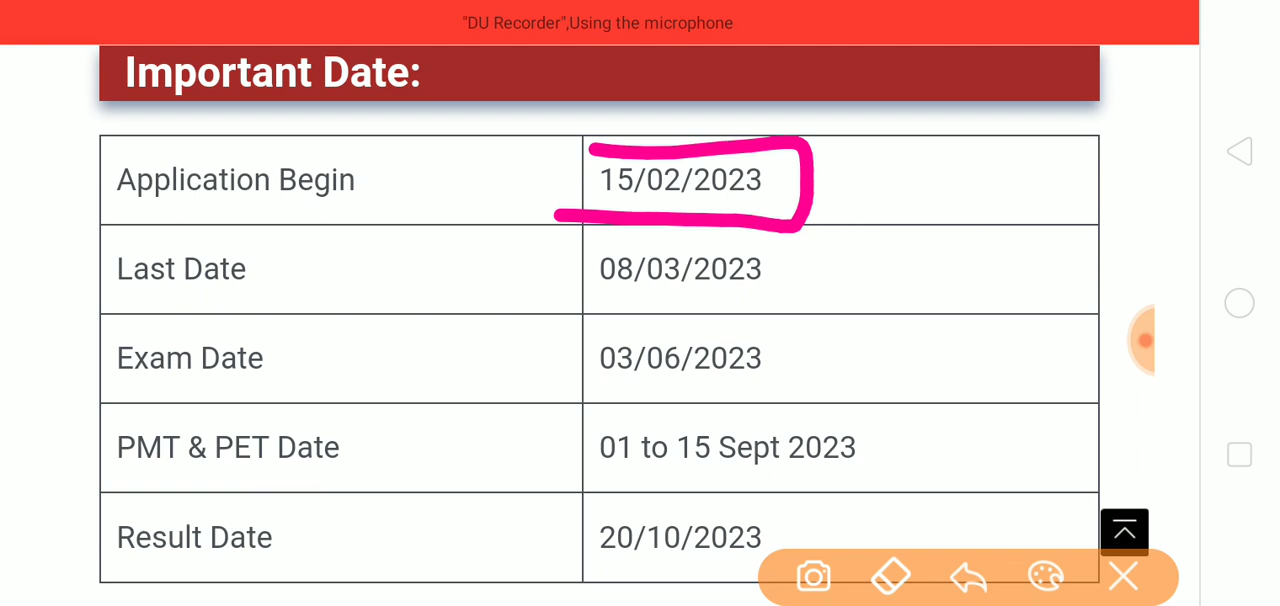 "DU Recorder",Using the microphone
Important Date:
Application Begin 15/02/2023
Last Date 08/03/2023
Exam Date 03/06/2023
PMT & PET Date 01 to 15 Sept 2023
Result Date 20/10/2023